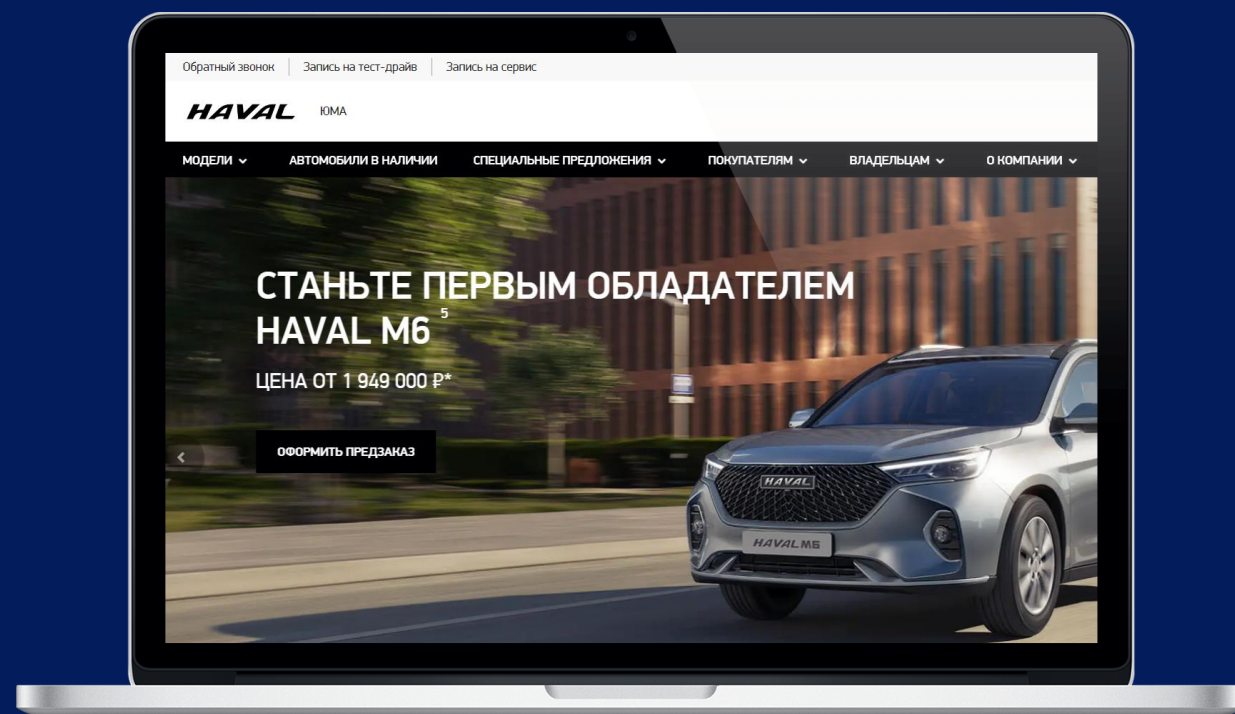 Обратный звонок Запись на тест-драйв Запись на сервис
HAVAL ЮМА
МОДЕЛИ АВТОМОБИЛИ В НАЛИЧИИ СПЕЦИАЛЬНЫЕ ПРЕДЛОЖЕНИЯ ПОКУПАТЕЛЯМ ВЛАДЕЛЬЦАМ О КОМПАНИИ
СТАНЬТЕ ПЕРВЫМ ОБЛАДАТЕЛЕМ
HAVAL M6 5
ЦЕНА ОТ 1 949 000 ₽*
ОФОРМИТЬ ПРЕДЗАКАЗ
HAVAL
HAVAL M6